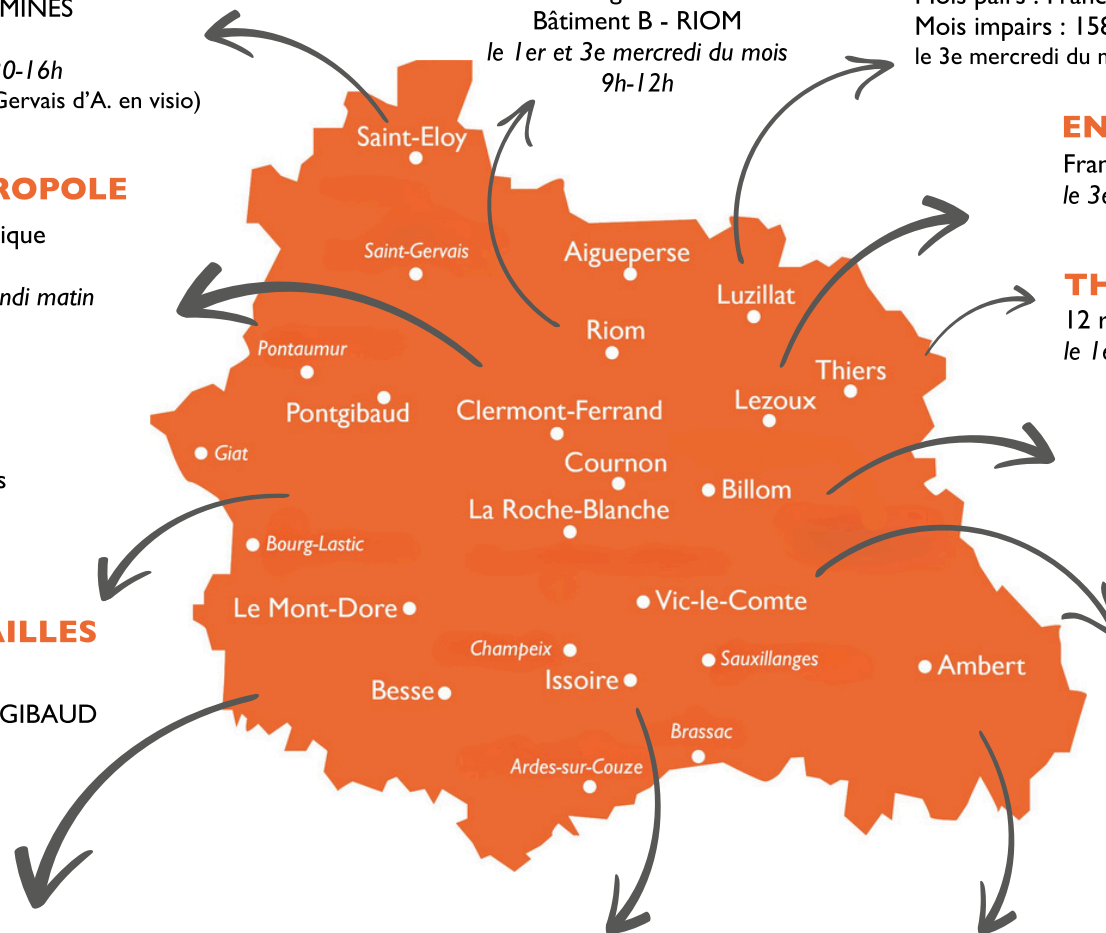 MINES
Bâtiment B - RIOM
le 1er et 3e mercredi du mois
9h-12h
Mois impairs : 158
le 3e mercredi du
0-16h
Gervais d'A. en visio)
EN
Fran
le 3e
ROPOLE
ique
ndi matin
TH
12 r
le 1e
s
AILLES
GIBAUD
Saint-Eloy
Saint-Gervais
Aigueperse
Luzillat
Riom
Pontaumur
Thiers
Pontgibaud
Clermont-Ferrand
Lezoux
Giat
Cournon
Billom
La Roche-Blanche
Bourg-Lastic
Le Mont-Dore
Vic-le-Comte
Champeix
Sauxillanges
Ambert
Issoire
Besse
Brassac
Ardes-sur-Couze